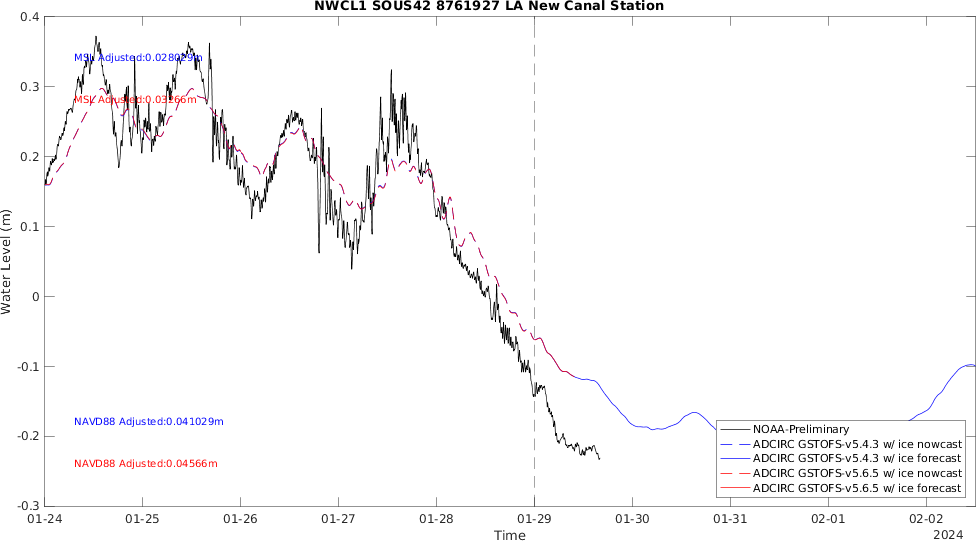 NWCL1 SOUS42 8761927 LA New Canal Station
0.4
0.3
0.2
0.1
0
-0.1
-0.2
-0.3
Water Level (m)
MSL Adjusted:0.028029m
MSL Adjusted:0.03266m
NAVD88 Adjusted:0.041029m
NAVD88 Adjusted:0.04566m
NOAA-Preliminary
ADCIRC GSTOFS-v5.4.3 w/ ice nowcast
ADCIRC GSTOFS-v5.4.3 w/ ice forecast
ADCIRC GSTOFS-v5.6.5 w/ ice nowcast
ADCIRC GSTOFS-v5.6.5 w/ ice forecast
01-24 01-25 01-26 01-27 01-28 01-29 01-30 01-31 02-01 02-02
Time
2024